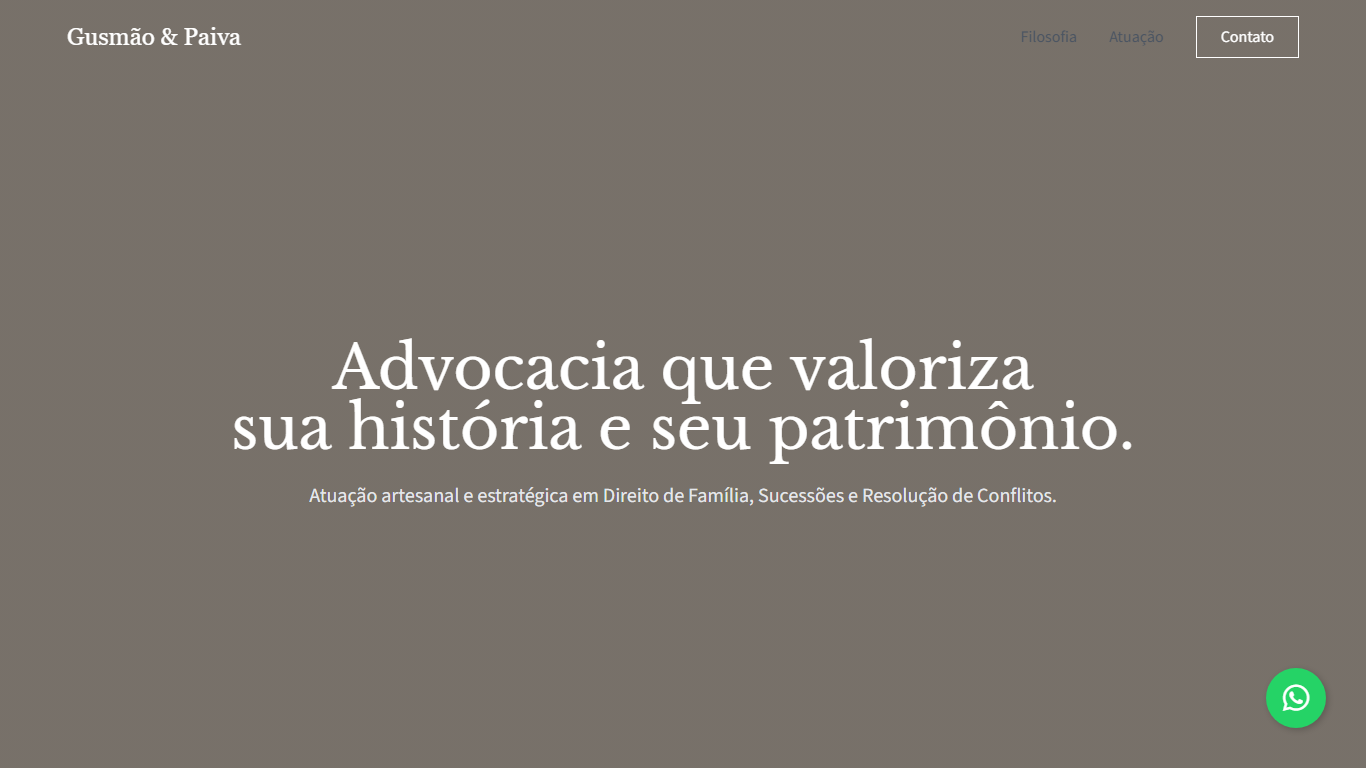 Gusmão & Paiva
Filosofia
Atuação
Contato
Advocacia que valoriza
sua história e seu patrimônio.
Atuação artesanal e estratégica em Direito de Família, Sucessões e Resolução de Conflitos.